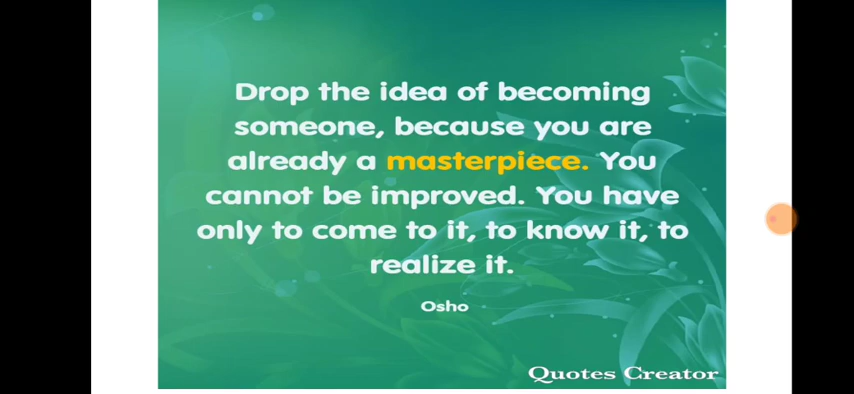 Drop the idea of becoming
someone, because you are
already a masterpiece. You
cannot be improved. You have
only to come to it, to know it, to
realize it.
Osho
Quotes Creator